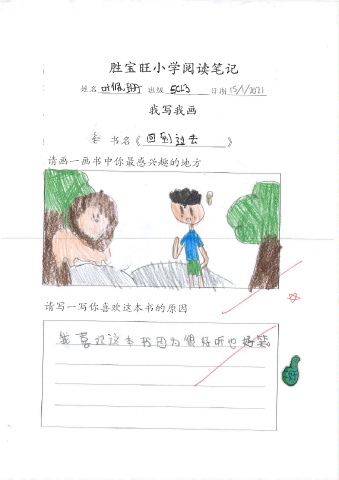 胜宝旺小学阅读笔记
姓名 叶佩玥 班级 5CL3 日期 15/1/2021
我写我画
书名《 回到过去 》
请画一画书中你最感兴趣的地方
请写一写你喜欢这本书的原因
我喜欢这本书因为很好听也好笑